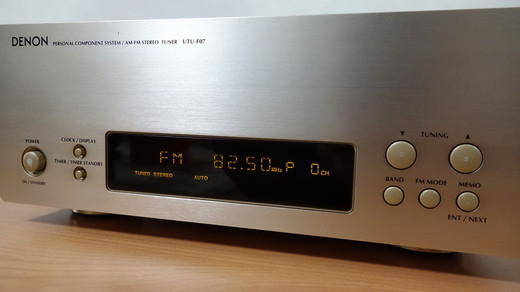 DENON PERSONAL COMPONENT SYSTEM / AM-FM STEREO TUNER UTU-F07
POWER
ON / STANDBY
CLOCK / DISPLAY
TIMER / TIMER STANDBY
FM 82.50 MHz P 0 CH
TUNED STEREO AUTO
▼ TUNING ▲
BAND FM MODE MEMO
ENT / NEXT